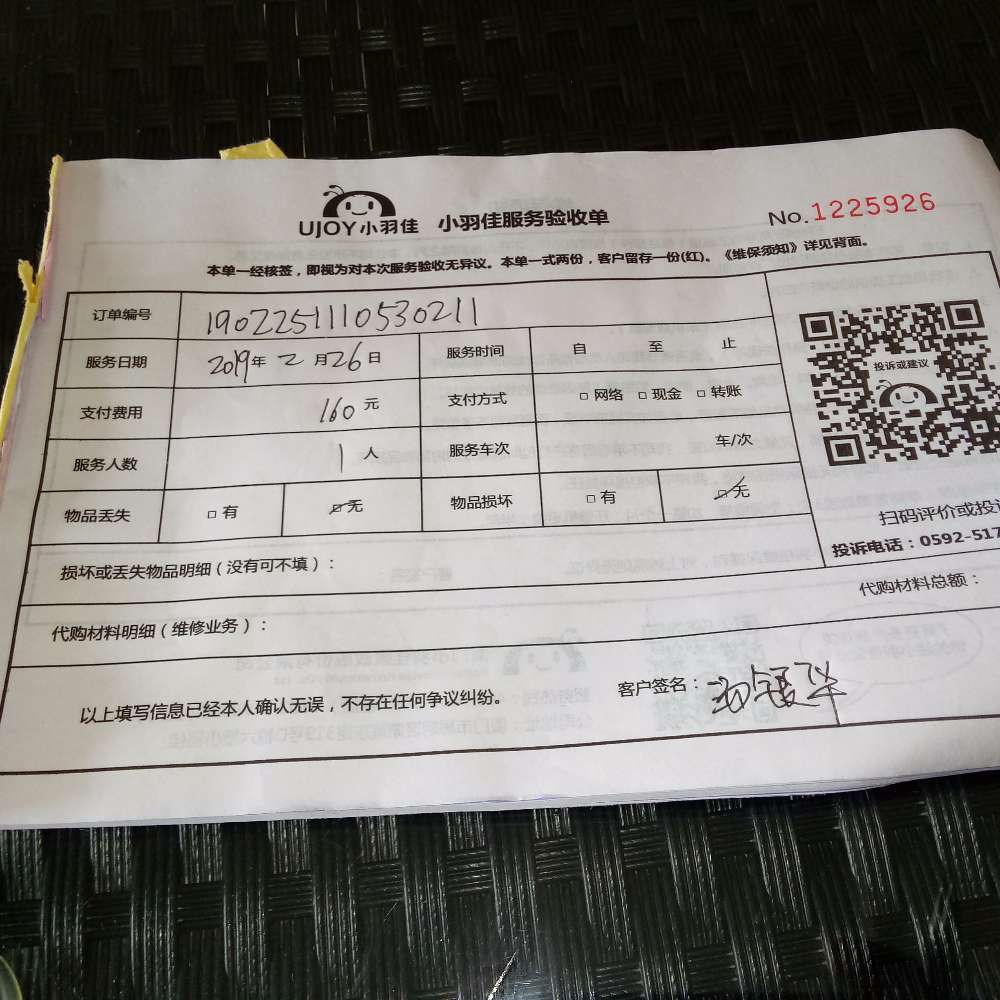 UJOY小羽佳 小羽佳服务验收单 No.1225926
本单一经核签，即视为对本次服务验收无异议。本单一式两份，客户留存一份(红)。《维保须知》详见背面。
订单编号 1902251110530211
服务日期 2019年 2月26日 服务时间 自 至 止
支付费用 160元 支付方式 □网络 □现金 □转账
服务人数 1人 服务车次 车/次
物品丢失 □有 □无 物品损坏 □有 □无
投诉或建议
扫码评价或投
投诉电话：0592-517
损坏或丢失物品明细（没有可不填）：
代购材料明细（维修业务）： 代购材料总额：
以上填写信息已经本人确认无误，不存在任何争议纠纷。 客户签名：